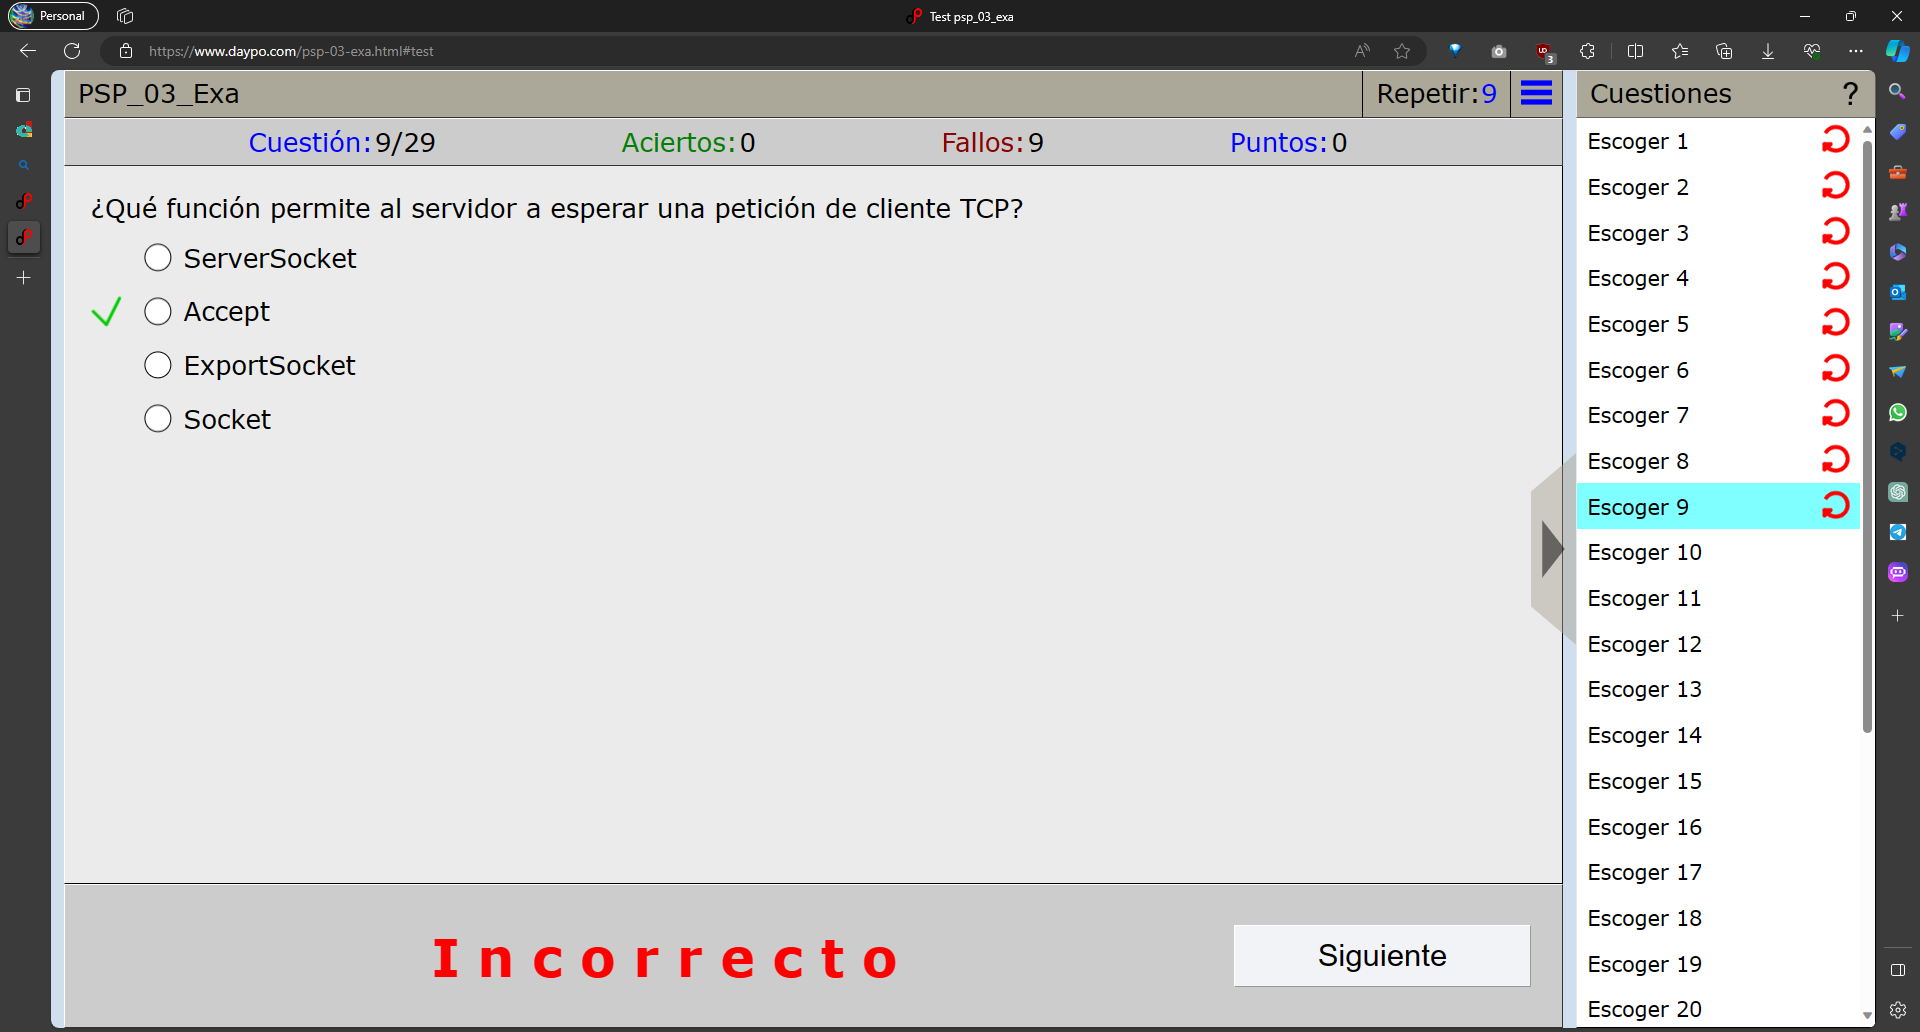 Personal
Test psp_03_exa
https://www.daypo.com/psp-03-exa.html#test
3
PSP_03_Exa
Repetir:9
Cuestión:9/29
Aciertos:0
Fallos:9
Puntos:0
¿Qué función permite al servidor a esperar una petición de cliente TCP?
ServerSocket
Accept
ExportSocket
Socket
Incorrecto
Siguiente
Cuestiones
?
Escoger 1
Escoger 2
Escoger 3
Escoger 4
Escoger 5
Escoger 6
Escoger 7
Escoger 8
Escoger 9
Escoger 10
Escoger 11
Escoger 12
Escoger 13
Escoger 14
Escoger 15
Escoger 16
Escoger 17
Escoger 18
Escoger 19
Escoger 20